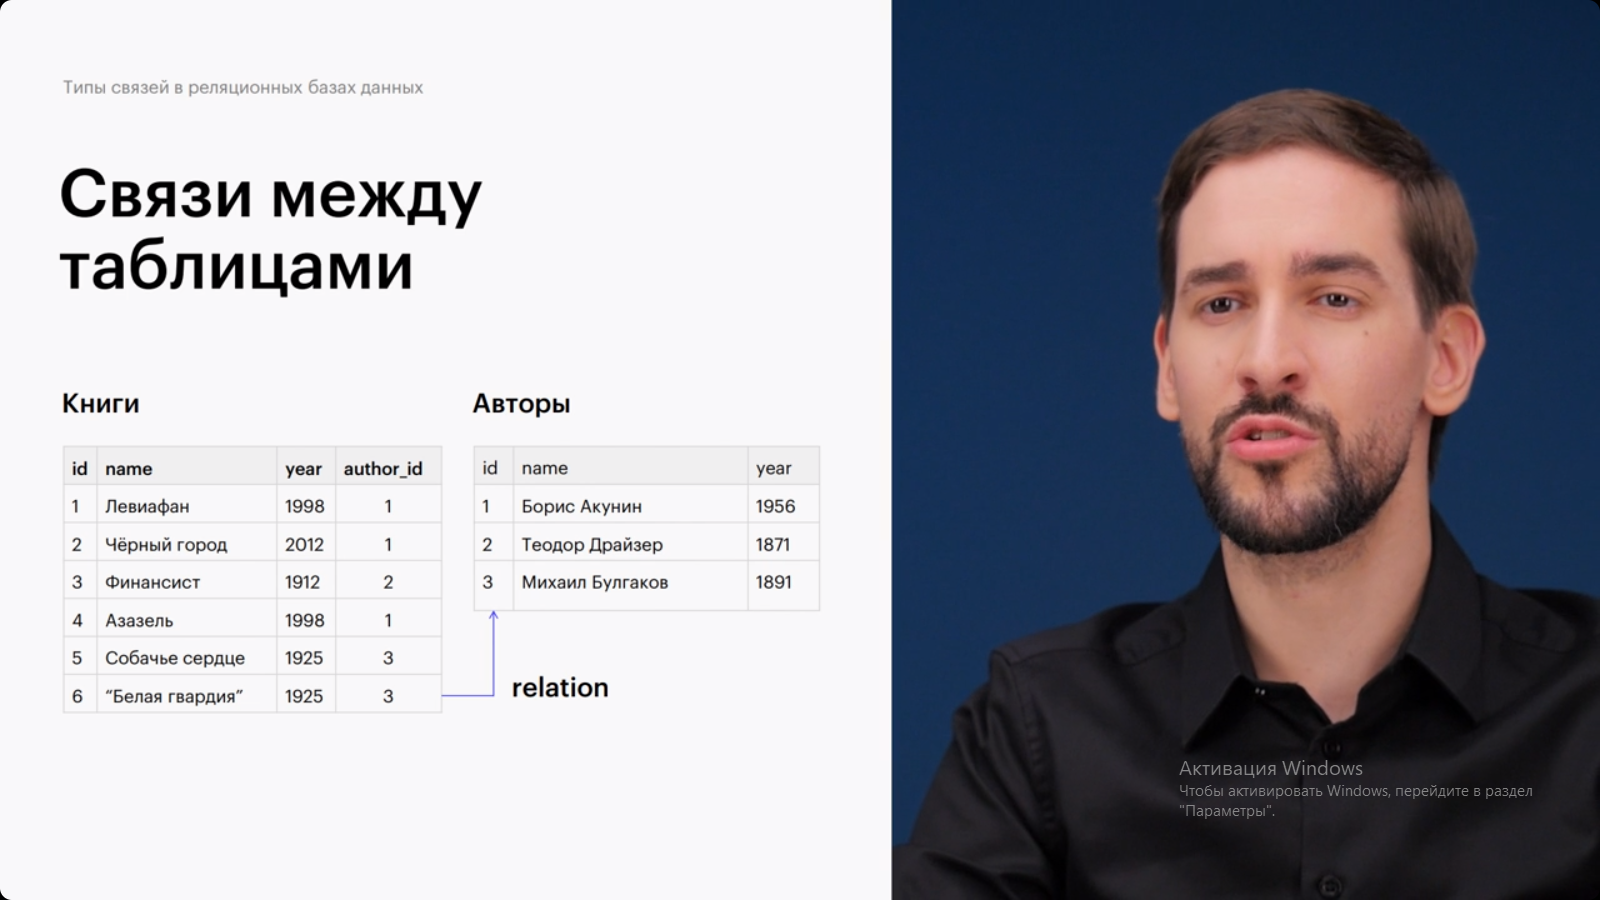 Типы связей в реляционных базах данных
Связи между
таблицами
Книги
id name year author_id
1 Левиафан 1998 1
2 Чёрный город 2012 1
3 Финансист 1912 2
4 Азазель 1998 1
5 Собачье сердце 1925 3
6 “Белая гвардия” 1925 3
Авторы
id name year
1 Борис Акунин 1956
2 Теодор Драйзер 1871
3 Михаил Булгаков 1891
relation
Активация Windows
Чтобы активировать Windows, перейдите в раздел
"Параметры".